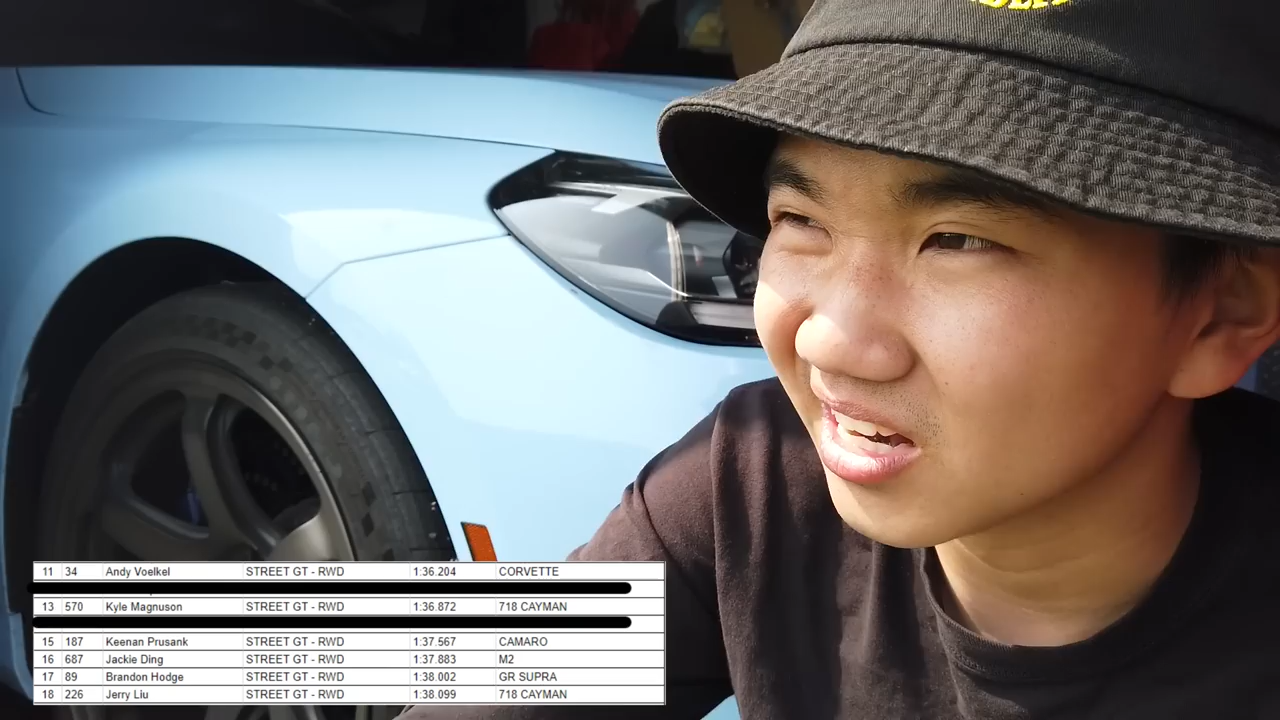 11 34 Andy Voelkel STREET GT - RWD 1:36.204 CORVETTE
13 570 Kyle Magnuson STREET GT - RWD 1:36.872 718 CAYMAN
15 187 Keenan Prusank STREET GT - RWD 1:37.567 CAMARO
16 687 Jackie Ding STREET GT - RWD 1:37.883 M2
17 89 Brandon Hodge STREET GT - RWD 1:38.002 GR SUPRA
18 226 Jerry Liu STREET GT - RWD 1:38.099 718 CAYMAN